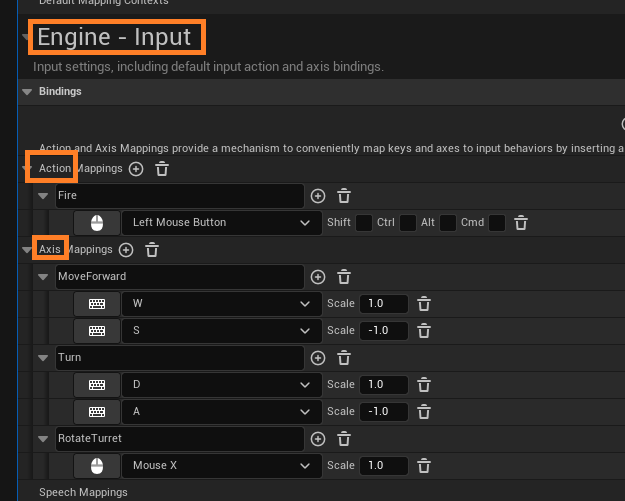 Default Mapping Contexts
Engine - Input
Input settings, including default input action and axis bindings.
Bindings
Action and Axis Mappings provide a mechanism to conveniently map keys and axes to input behaviors by inserting a
Action Mappings
Fire
Left Mouse Button Shift Ctrl Alt Cmd
Axis Mappings
MoveForward
W Scale 1.0
S Scale -1.0
Turn
D Scale 1.0
A Scale -1.0
RotateTurret
Mouse X Scale 1.0
Speech Mappings